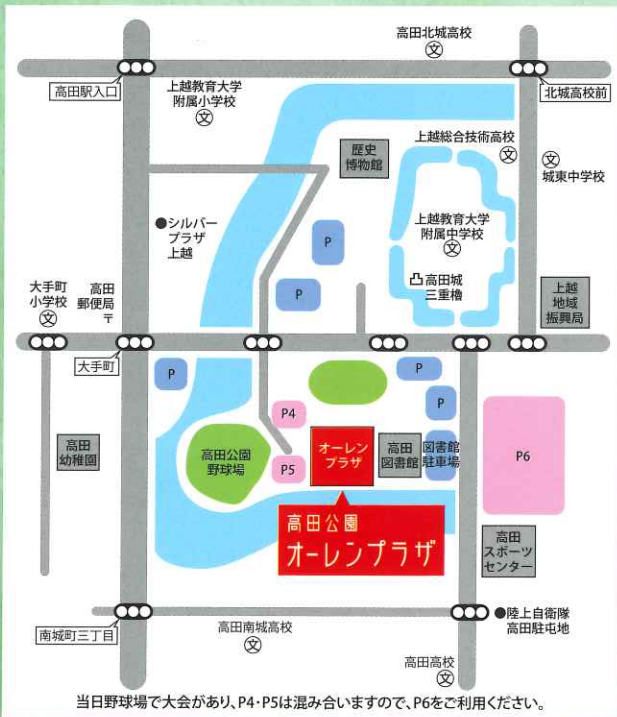 高田北城高校
文
高田駅入口
北城高校前
上越教育大学
附属小学校
文
歴史
博物館
上越総合技術高校
文
文
城東中学校
上越教育大学
附属中学校
文
●シルバー
プラザ
上越
P
P
高田城
三重櫓
大手町
小学校
文
高田
郵便局
〒
上越
地域
振興局
大手町
P
P
P
P4
P5
高田公園
野球場
オーレン
プラザ
高田
図書館
図書館
駐車場
P6
高田
幼稚園
高田公園
オーレンプラザ
高田
スポーツ
センター
南城町三丁目
高田南城高校
文
●陸上自衛隊
高田駐屯地
高田高校
文
当日野球場で大会があり、P4・P5は混み合いますので、P6をご利用ください。